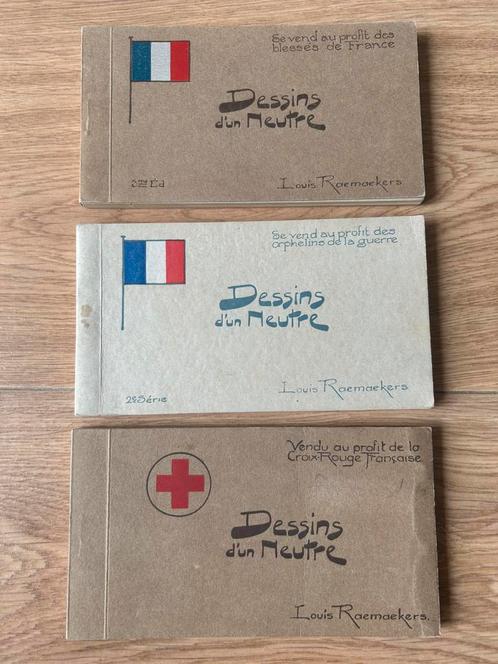 Se vend au profit des
blessés de France
Dessins
d'un Neutre
3me Éd
Louis Raemaekers.
Se vend au profit des
orphelins de la guerre
Dessins
d'un Neutre
2e Série
Louis Raemaekers
Vendu au profit de la
Croix-Rouge Française
Dessins
d'un Neutre
Louis Raemaekers.